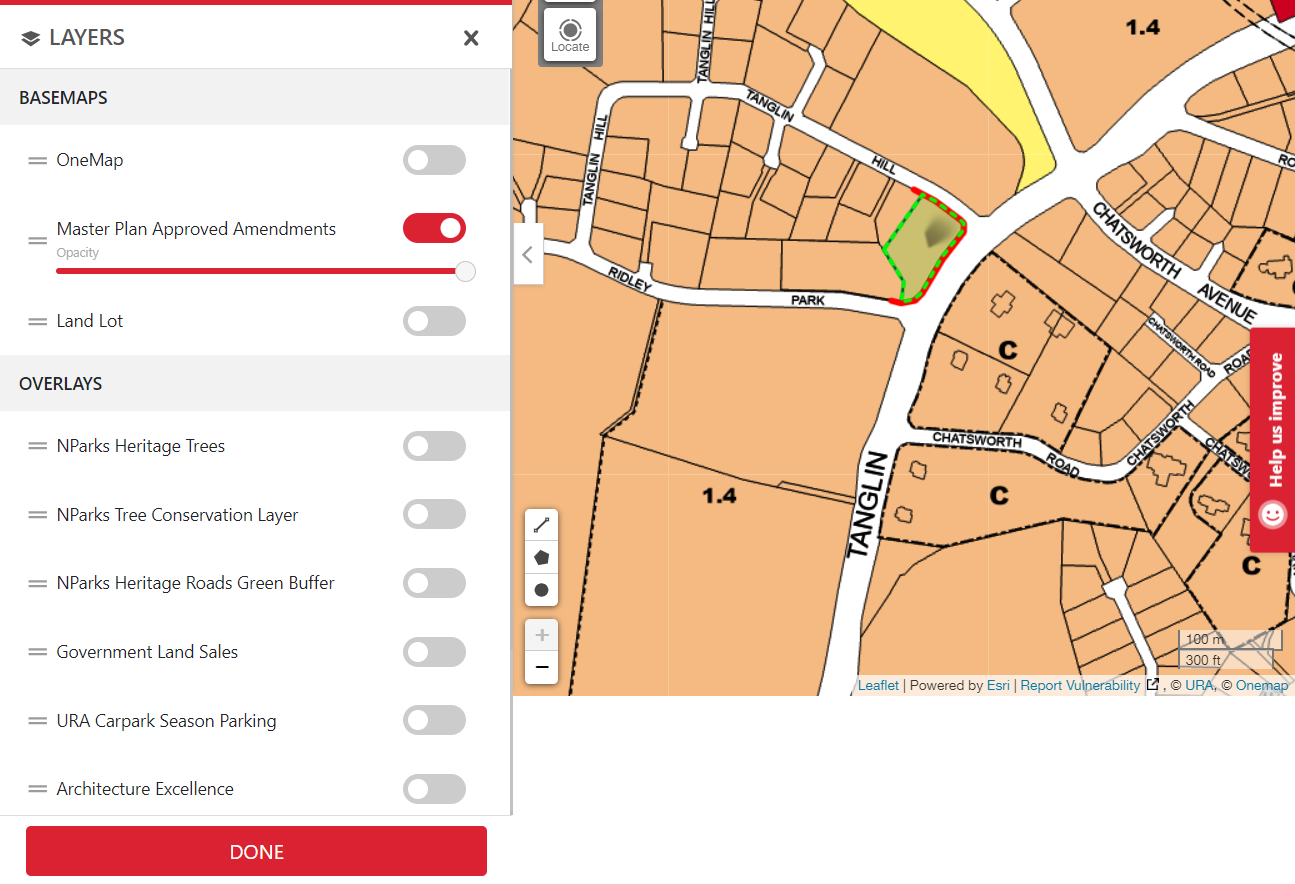 LAYERS
BASEMAPS
OneMap
Master Plan Approved Amendments
Opacity
Land Lot
OVERLAYS
NParks Heritage Trees
NParks Tree Conservation Layer
NParks Heritage Roads Green Buffer
Government Land Sales
URA Carpark Season Parking
Architecture Excellence
DONE
Locate
TANGLIN HILL
1.4
TANGLIN
HILL
TANGLIN HILL
RIDLEY
PARK
CHATSWORTH
AVENUE
CHATSWORTH ROAD
ROAD
CHATSWORTH
C
CHATSWORTH
ROAD
TANGLIN
1.4
C
C
Help us improve
100 m
300 ft
Leaflet | Powered by Esri | Report Vulnerability , © URA, © Onemap